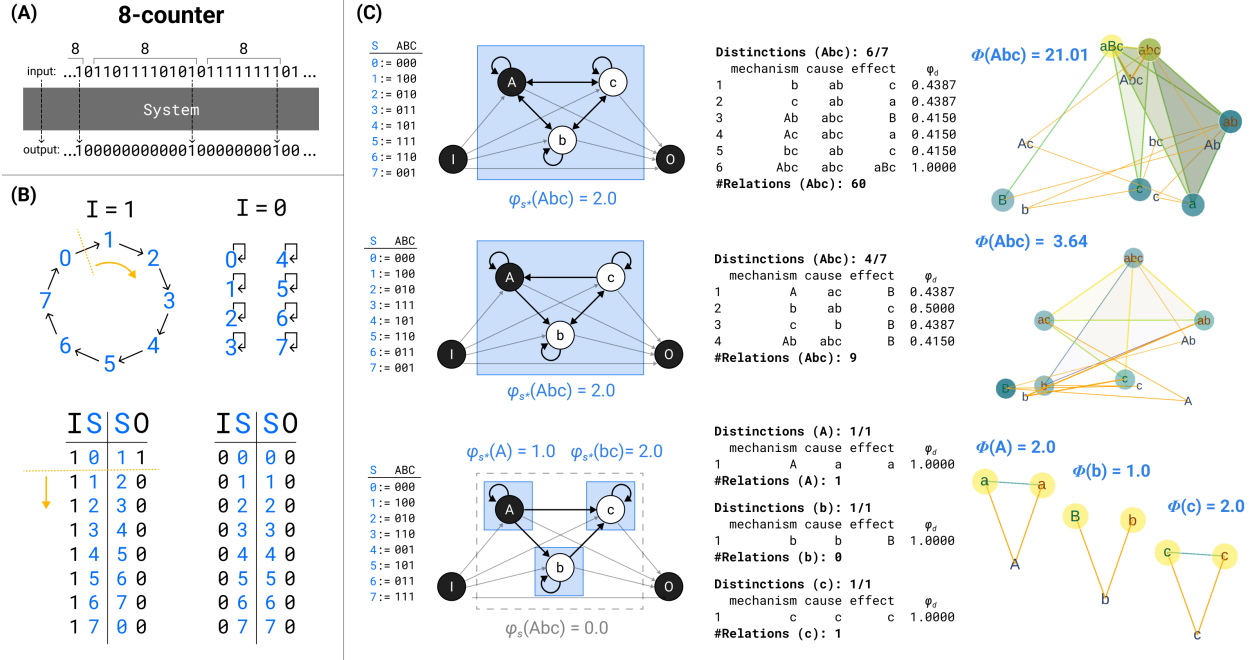 (A)
8-counter
8 8 8
input: ...1011011110101011111111101 ...
System
output: ...1000000000000100000000100 ...
(B)
I=1 I=0
0 1 2 3 4 5 6 7
0 4
1 5
2 6
3 7
I S S O
1 0 1 1
1 1 2 0
1 2 3 0
1 3 4 0
1 4 5 0
1 5 6 0
1 6 7 0
1 7 0 0
I S S O
0 0 0 0
0 1 1 0
0 2 2 0
0 3 3 0
0 4 4 0
0 5 5 0
0 6 6 0
0 7 7 0
(C)
S ABC
0:= 000
1:= 100
2:= 010
3:= 011
4:= 101
5:= 111
6:= 110
7:= 001
A c b I O
φs*(Abc) = 2.0
Distinctions (Abc): 6/7
mechanism cause effect φd
1 b ab c 0.4387
2 c ab a 0.4387
3 Ab abc B 0.4150
4 Ac abc a 0.4150
5 bc ab c 0.4150
6 Abc abc aBc 1.0000
#Relations (Abc): 60
Φ(Abc) = 21.01
aBc abc
Abc
ab
Ac bc Ab
B b c c a
S ABC
0:= 000
1:= 100
2:= 010
3:= 111
4:= 101
5:= 110
6:= 011
7:= 001
A c b I O
φs*(Abc) = 2.0
Distinctions (Abc): 4/7
mechanism cause effect φd
1 A ac B 0.4387
2 b ab c 0.5000
3 c b B 0.4387
4 Ab abc B 0.4150
#Relations (Abc): 9
Φ(Abc) = 3.64
abc
ac ab
Ab
B b b c c
A
φs*(A) = 1.0 φs*(bc)= 2.0
S ABC
0:= 000
1:= 100
2:= 010
3:= 110
4:= 001
5:= 101
6:= 011
7:= 111
A c b I O
φs(Abc) = 0.0
Distinctions (A): 1/1
mechanism cause effect φd
1 A a a 1.0000
#Relations (A): 1
Distinctions (b): 1/1
mechanism cause effect
1 b b B 1.0000
#Relations (b): 0
Distinctions (c): 1/1
mechanism cause effect φd
1 c c c 1.0000
#Relations (c): 1
Φ(A) = 2.0
a a
A
Φ(b) = 1.0
B b
b
Φ(c) = 2.0
c c
c